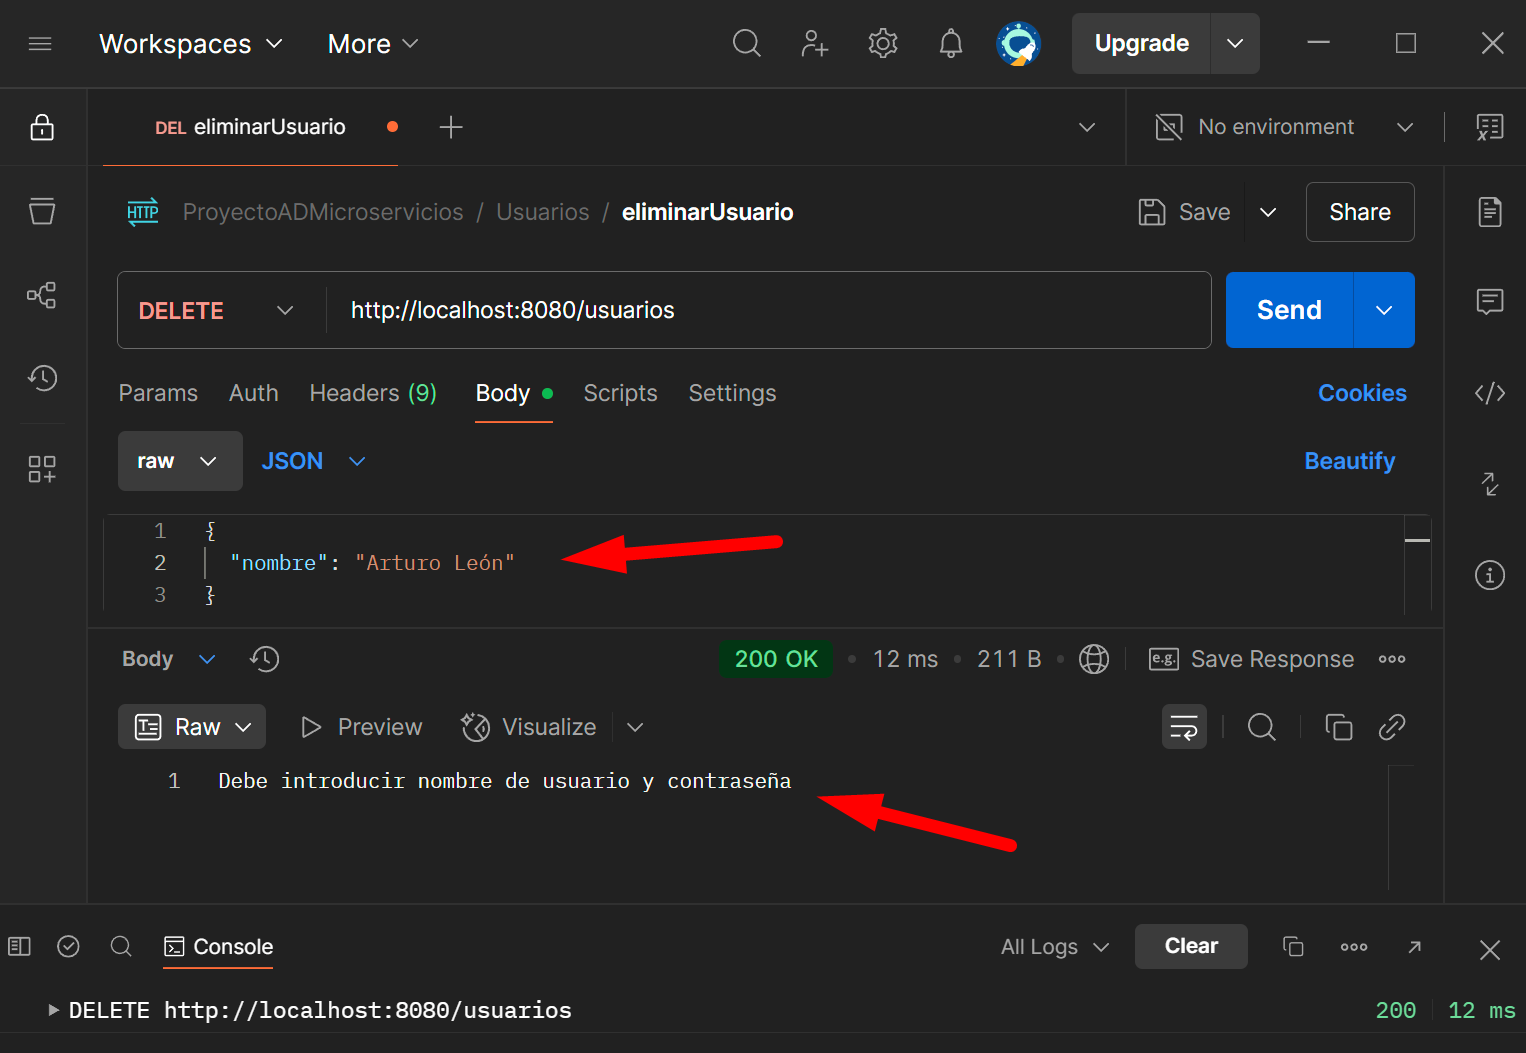 Workspaces More Upgrade
DEL eliminarUsuario No environment
HTTP ProyectoADMicroservicios / Usuarios / eliminarUsuario Save Share
DELETE http://localhost:8080/usuarios Send
Params Auth Headers (9) Body Scripts Settings Cookies
raw JSON Beautify
1 {
2 "nombre": "Arturo León"
3 }
Body 200 OK 12 ms 211 B e.g. Save Response
Raw Preview Visualize
1 Debe introducir nombre de usuario y contraseña
Console All Logs Clear
DELETE http://localhost:8080/usuarios 200 12 ms